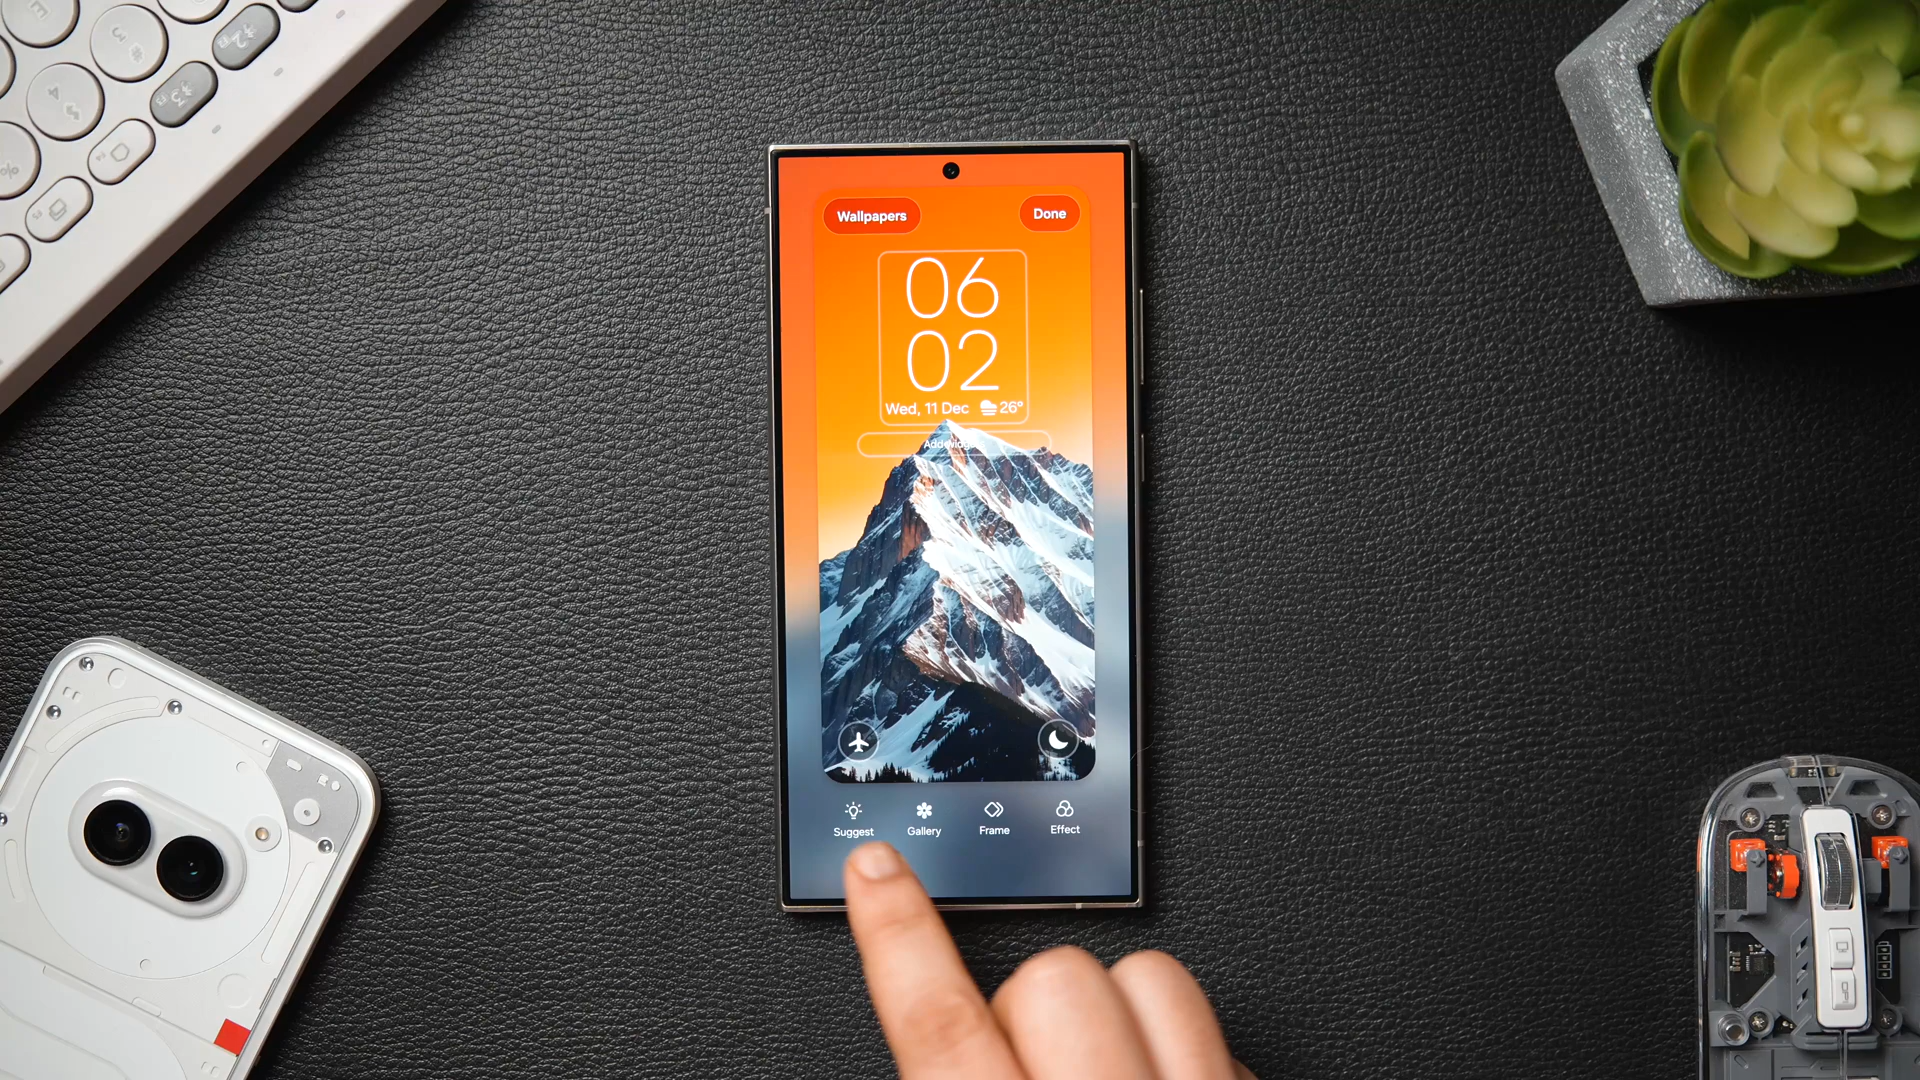 Wallpapers
Done
06
02
Wed, 11 Dec 26°
Suggest
Gallery
Frame
Effect